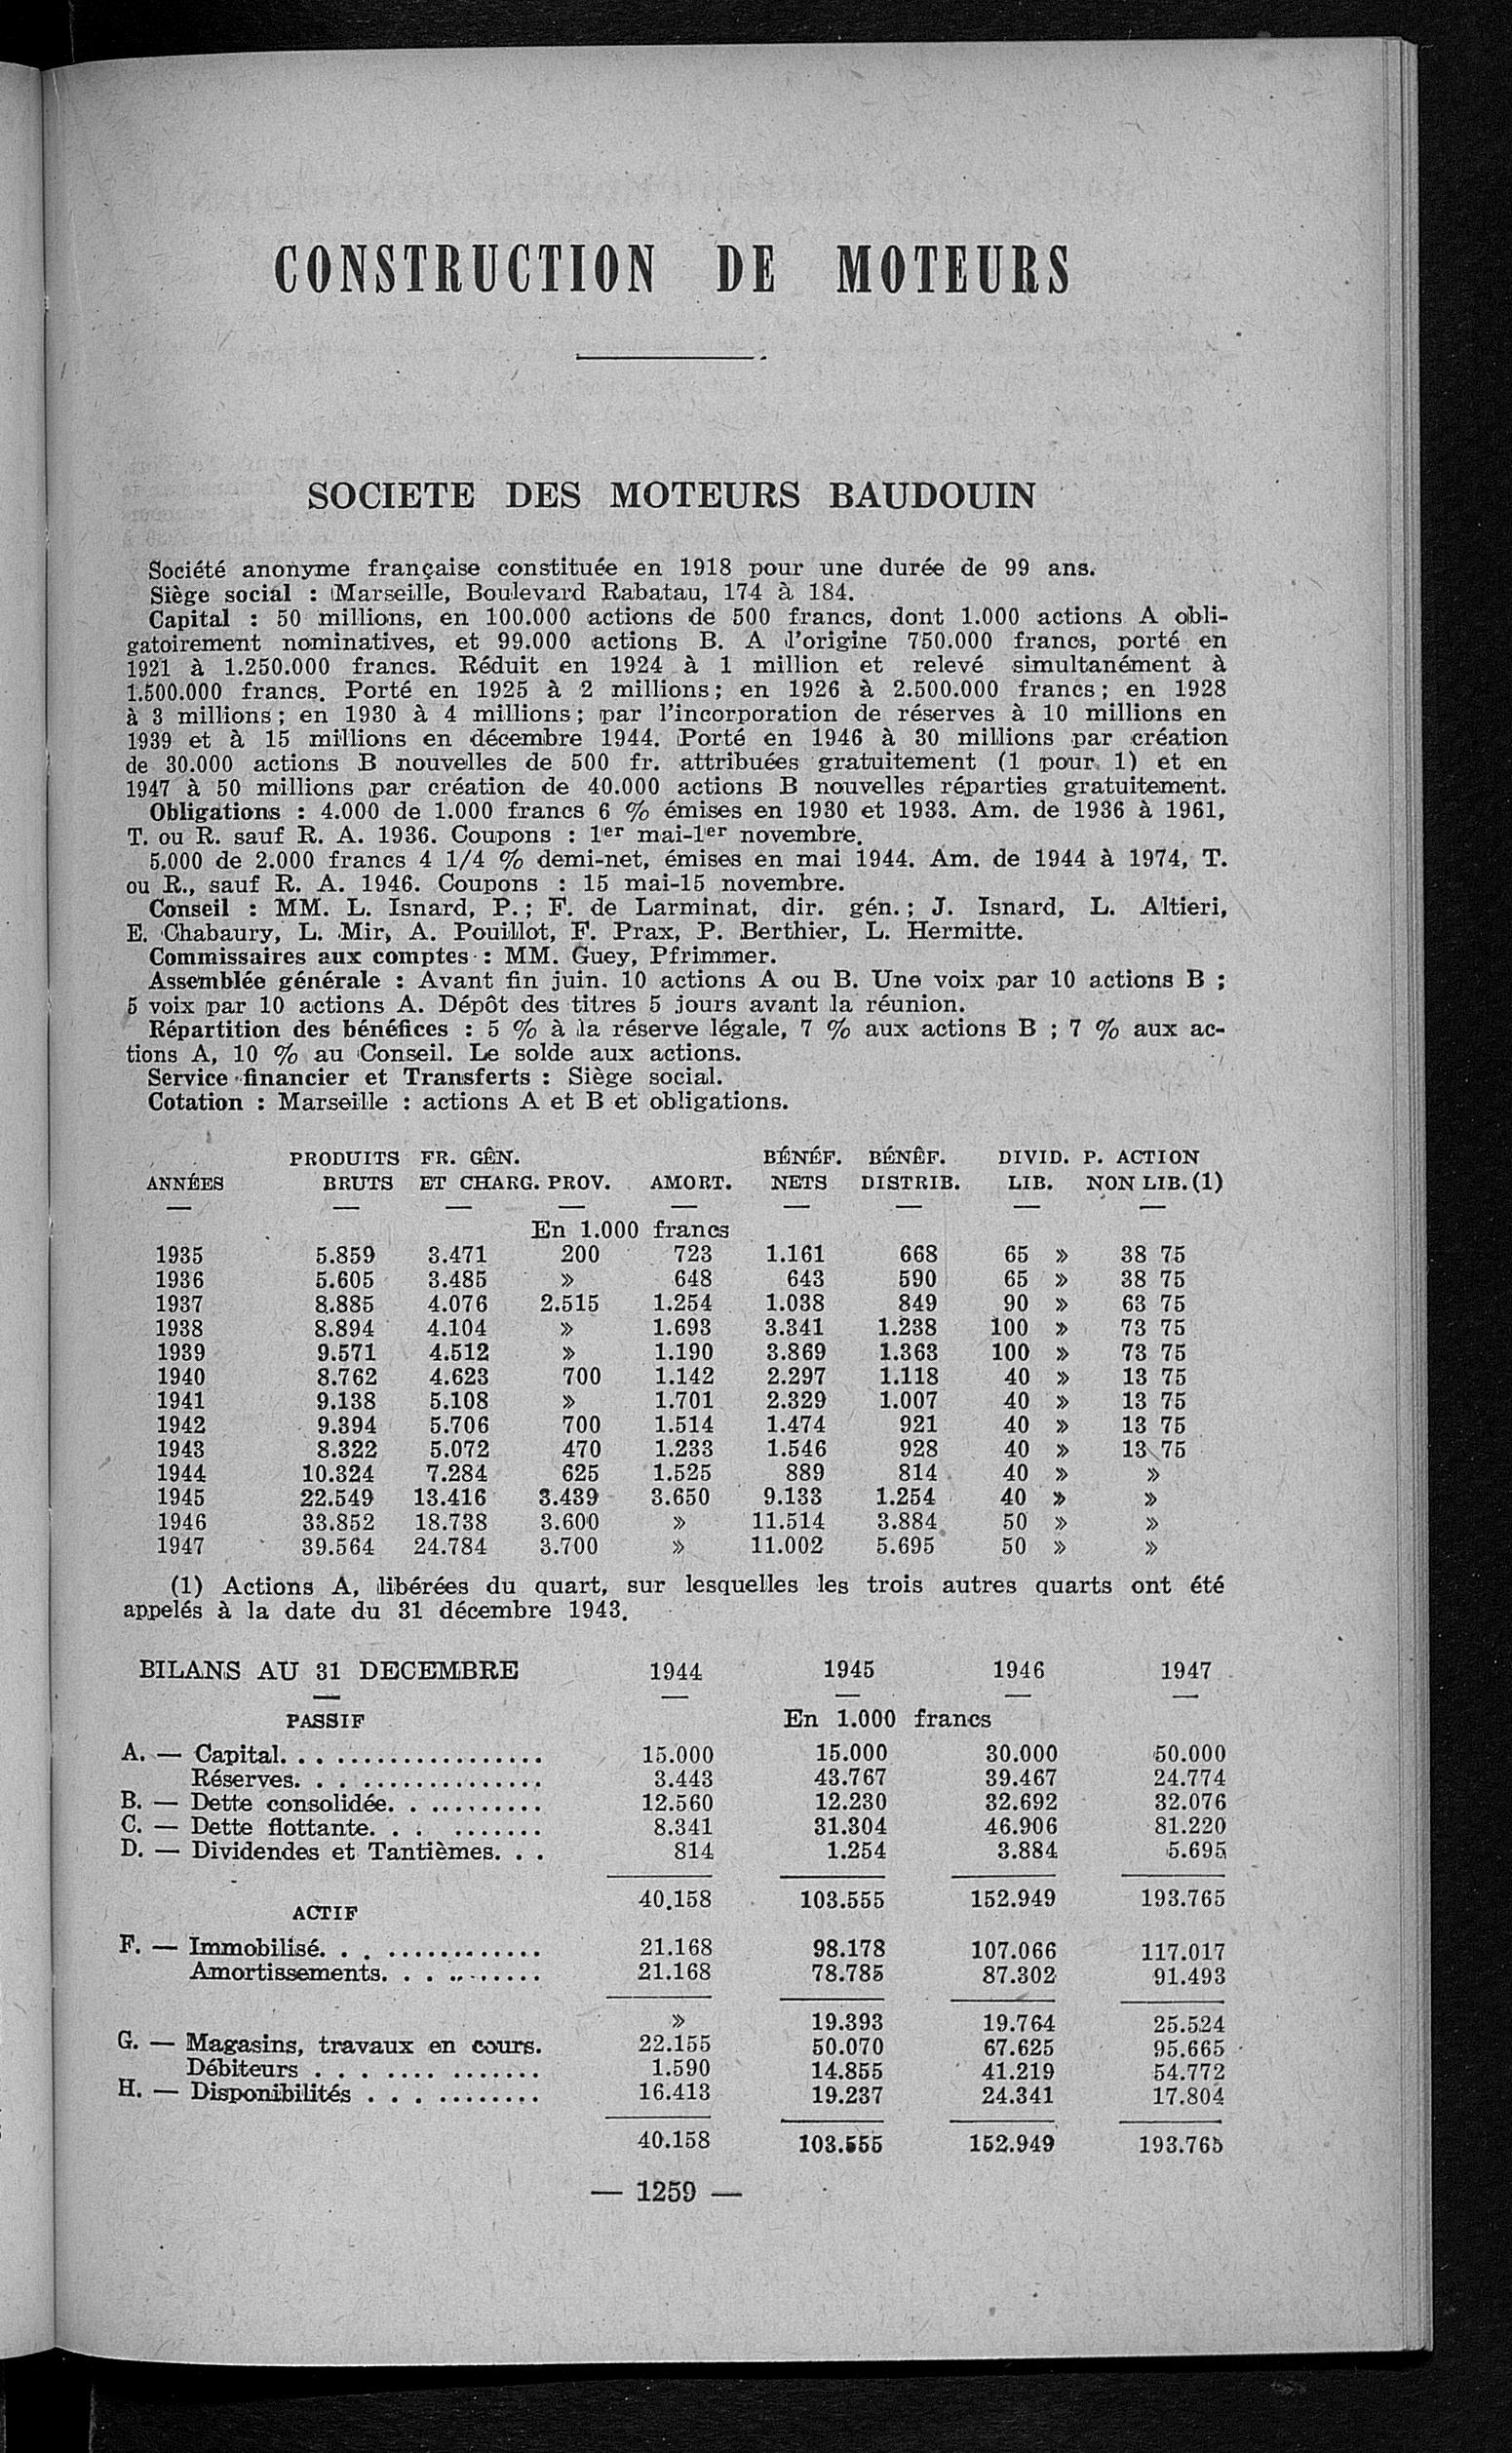 CONSTRUCTION DE MOTEURS
SOCIETE DES MOTEURS BAUDOUIN
Société anonyme française constituée en 1918 pour une durée de 99 ans.
Siège social : Marseille, Boulevard Rabatau, 174 à 184.
Capital : 50 millions, en 100.000 actions de 500 francs, dont 1.000 actions A obli-
gatoirement nominatives, et 99.000 actions B. A l'origine 750.000 francs, porté en
1921 à 1.250.000 francs. Réduit en 1924 à 1 million et relevé simultanément à
1.500.000 francs. Porté en 1925 à 2 millions; en 1926 à 2.500.000 francs; en 1928
à 3 millions; en 1930 à 4 millions; par l'incorporation de réserves à 10 millions en
1939 et à 15 millions en décembre 1944. Porté en 1946 à 30 millions par création
de 30.000 actions B nouvelles de 500 fr. attribuées gratuitement (1 pour 1) et en
1947 à 50 millions par création de 40.000 actions B nouvelles réparties gratuitement.
Obligations : 4.000 de 1.000 francs 6 % émises en 1930 et 1933. Am. de 1936 à 1961,
T. ou R. sauf R. A. 1936. Coupons : 1er mai-1er novembre.
5.000 de 2.000 francs 4 1/4 % demi-net, émises en mai 1944. Am. de 1944 à 1974, T.
ou R., sauf R. A. 1946. Coupons : 15 mai-15 novembre.
Conseil : MM. L. Isnard, P.; F. de Larminat, dir. gén.; J. Isnard, L. Altieri,
E. Chabaury, L. Mir, A. Pouillot, F. Prax, P. Berthier, L. Hermitte.
Commissaires aux comptes : MM. Guey, Pfrimmer.
Assemblée générale : Avant fin juin. 10 actions A ou B. Une voix par 10 actions B ;
5 voix par 10 actions A. Dépôt des titres 5 jours avant la réunion.
Répartition des bénéfices : 5 % à la réserve légale, 7 % aux actions B ; 7 % aux ac-
tions A, 10 % au Conseil. Le solde aux actions.
Service financier et Transferts : Siège social.
Cotation : Marseille : actions A et B et obligations.
PRODUITS FR. GÊN. BÉNÉF. BÉNÊF. DIVID. P. ACTION
ANNÉES BRUTS ET CHARG. PROV. AMORT. NETS DISTRIB. LIB. NON LIB. (1)
En 1.000 francs
1935 5.859 3.471 200 723 1.161 668 65 » 38 75
1936 5.605 3.485 » 648 643 590 65 » 38 75
1937 8.885 4.076 2.515 1.254 1.038 849 90 » 63 75
1938 8.894 4.104 » 1.693 3.341 1.238 100 » 73 75
1939 9.571 4.512 » 1.190 3.869 1.363 100 » 73 75
1940 8.762 4.623 700 1.142 2.297 1.118 40 » 13 75
1941 9.138 5.108 » 1.701 2.329 1.007 40 » 13 75
1942 9.394 5.706 700 1.514 1.474 921 40 » 13 75
1943 8.322 5.072 470 1.233 1.546 928 40 » 13 75
1944 10.324 7.284 625 1.525 889 814 40 » »
1945 22.549 13.416 3.439 3.650 9.133 1.254 40 » »
1946 33.852 18.738 3.600 » 11.514 3.884 50 » »
1947 39.564 24.784 3.700 » 11.002 5.695 50 » »
(1) Actions A, libérées du quart, sur lesquelles les trois autres quarts ont été
appelés à la date du 31 décembre 1943.
BILANS AU 31 DECEMBRE 1944 1945 1946 1947
PASSIF En 1.000 francs
A. — Capital. . . . . . . . . . . . . . . . . . 15.000 15.000 30.000 50.000
Réserves. . . . . . . . . . . . . . . . . 3.443 43.767 39.467 24.774
B. — Dette consolidée. . . . . . . . . . 12.560 12.230 32.692 32.076
C. — Dette flottante. . . . . . . . . . 8.341 31.304 46.906 81.220
D. — Dividendes et Tantièmes. . . 814 1.254 3.884 5.695
40.158 103.555 152.949 193.765
ACTIF
F. — Immobilisé. . . . . . . . . . . . . . . 21.168 98.178 107.066 117.017
Amortissements. . . . . . . . . . . 21.168 78.785 87.302 91.493
» 19.393 19.764 25.524
G. — Magasins, travaux en cours. 22.155 50.070 67.625 95.665
Débiteurs . . . . . . . . . . . . . . . 1.590 14.855 41.219 54.772
H. — Disponibilités . . . . . . . . . . . 16.413 19.237 24.341 17.804
40.158 103.555 152.949 193.765
— 1259 —